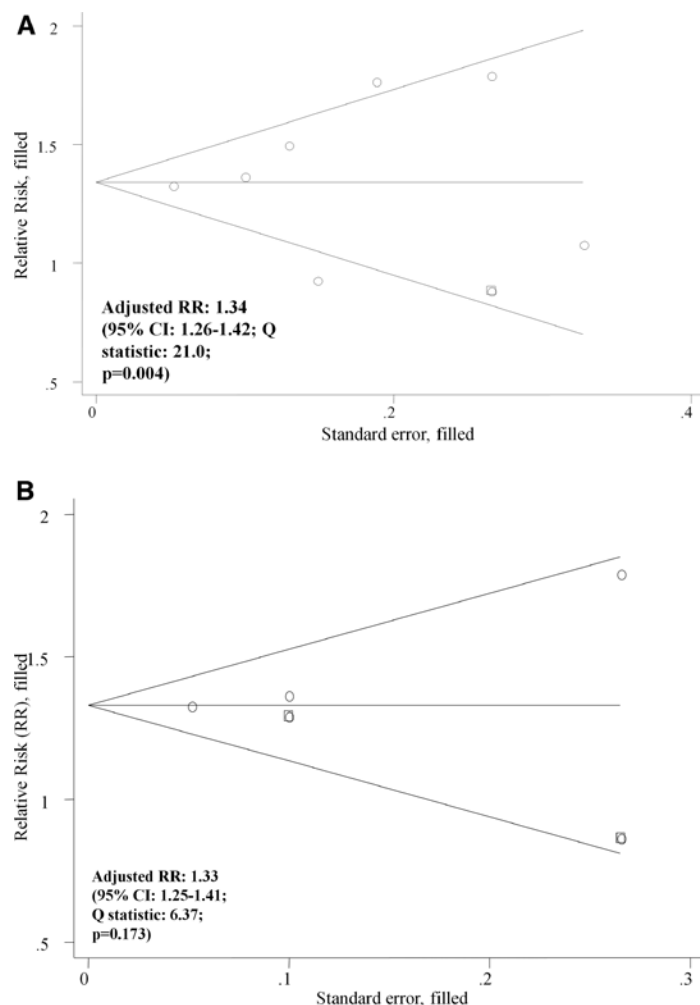 A
2
1.5
1
.5
Relative Risk, filled
Adjusted RR: 1.34
(95% CI: 1.26-1.42; Q
statistic: 21.0;
p=0.004)
0
.2
.4
Standard error, filled
B
2
1.5
1
.5
Relative Risk (RR), filled
Adjusted RR: 1.33
(95% CI: 1.25-1.41;
Q statistic: 6.37;
p=0.173)
0
.1
.2
.3
Standard error, filled